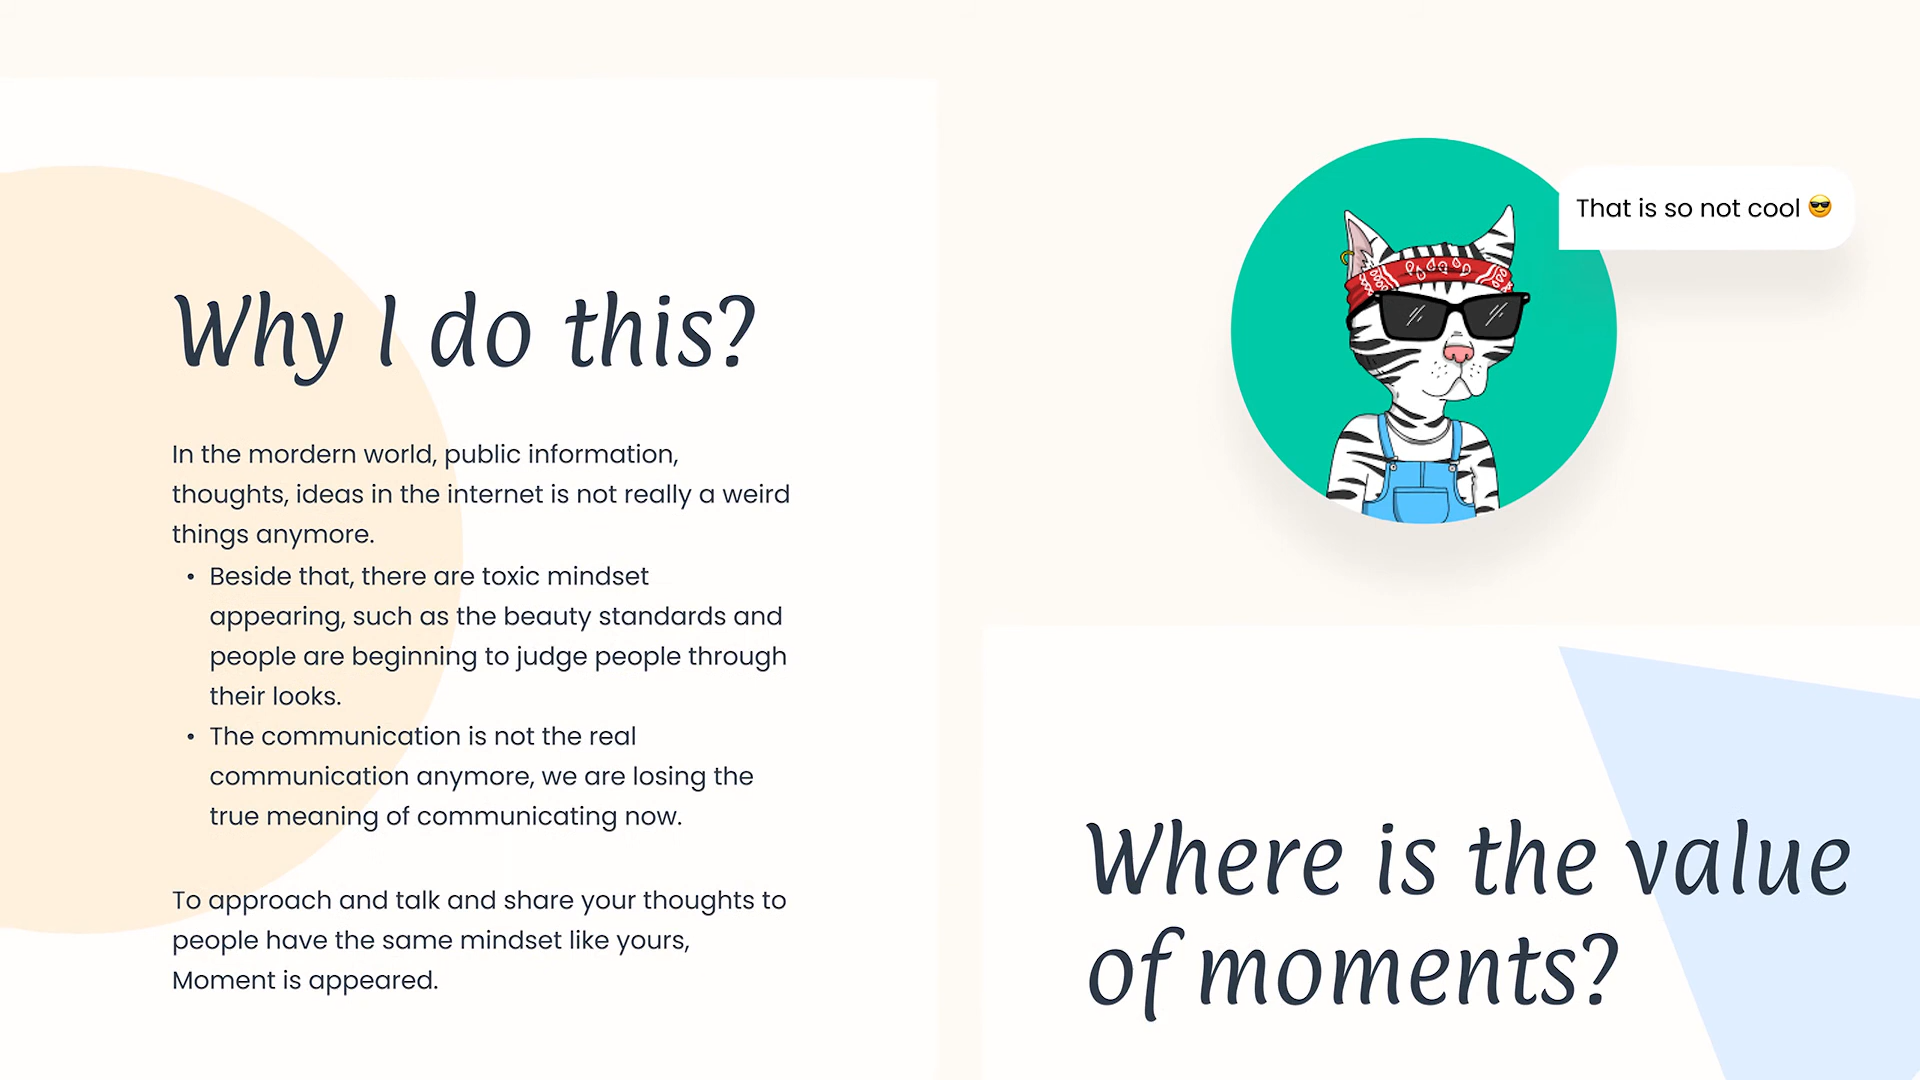 Why I do this?
In the mordern world, public information,
thoughts, ideas in the internet is not really a weird
things anymore.
• Beside that, there are toxic mindset
appearing, such as the beauty standards and
people are beginning to judge people through
their looks.
• The communication is not the real
communication anymore, we are losing the
true meaning of communicating now.
To approach and talk and share your thoughts to
people have the same mindset like yours,
Moment is appeared.
That is so not cool 😎
Where is the value
of moments?